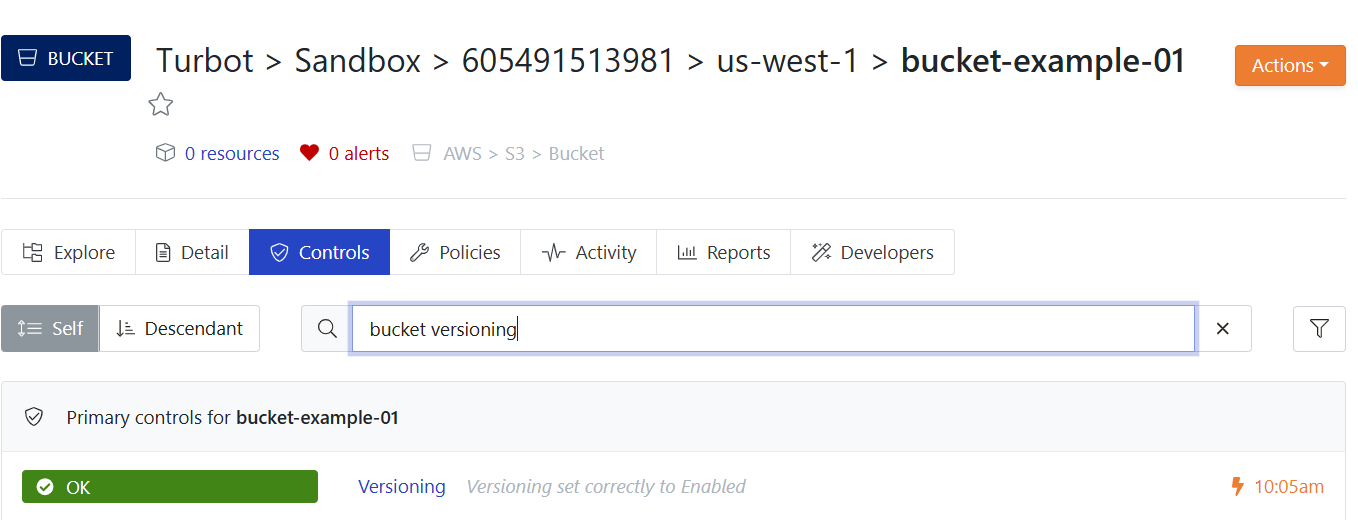 BUCKET
Turbot > Sandbox > 605491513981 > us-west-1 > bucket-example-01
Actions
0 resources 0 alerts AWS > S3 > Bucket
Explore Detail Controls Policies Activity Reports Developers
Self Descendant bucket versioning
Primary controls for bucket-example-01
OK Versioning Versioning set correctly to Enabled 10:05am